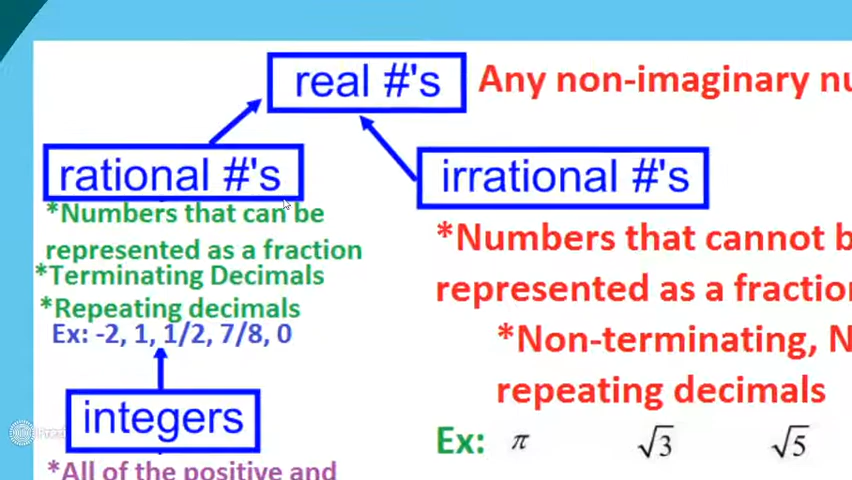 real #'s
Any non-imaginary
rational #'s
irrational #'s
*Numbers that can be
represented as a fraction
*Terminating Decimals
*Repeating decimals
Ex: -2, 1, 1/2, 7/8, 0
*Numbers that cannot
represented as a fraction
*Non-terminating,
repeating decimals
integers
Ex: π √3 √5
*All of the positive and